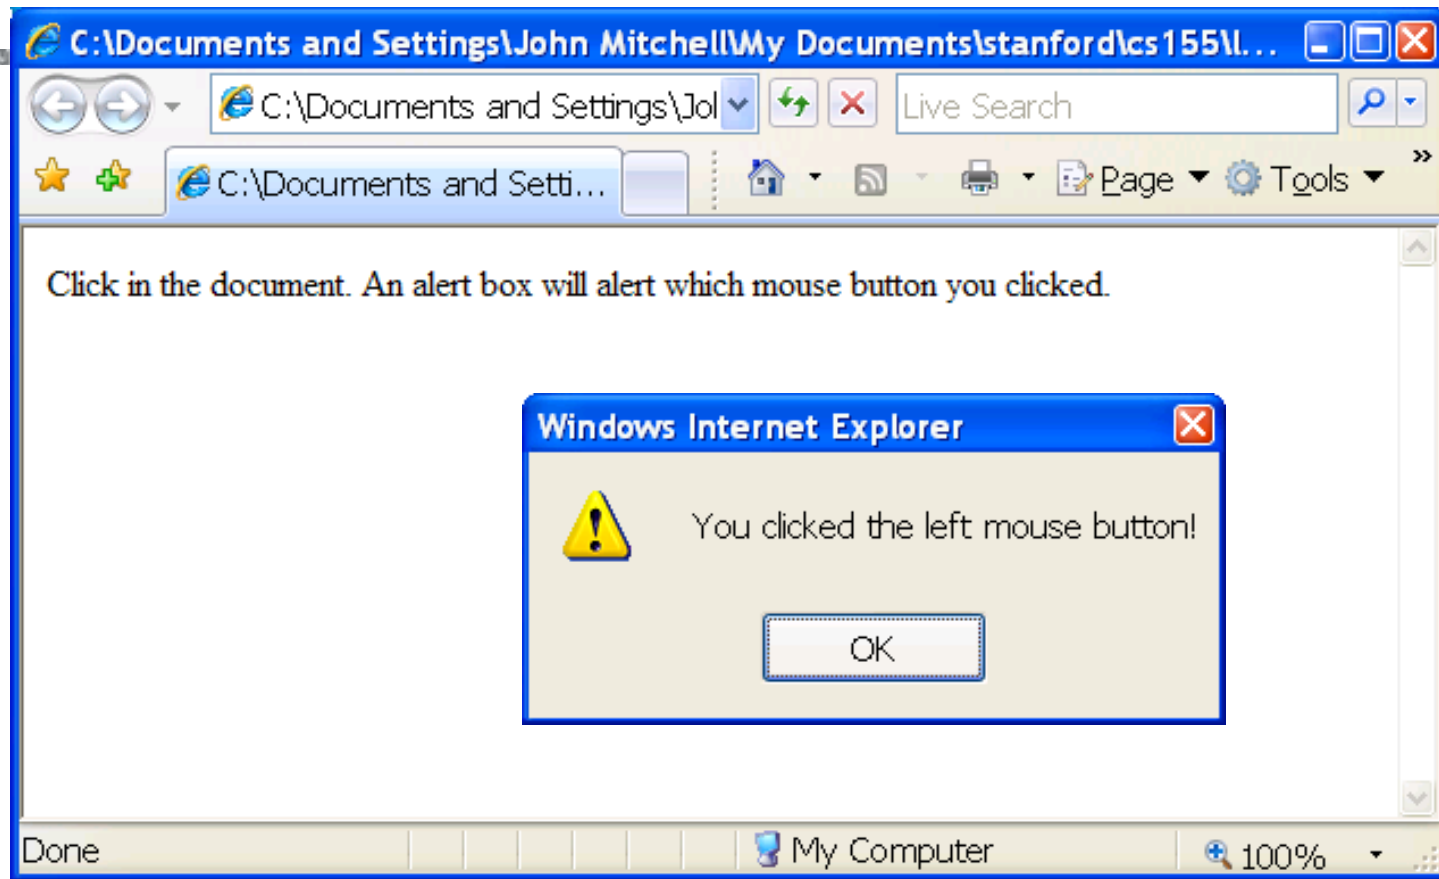 C:\Documents and Settings\John Mitchell\My Documents\stanford\cs155\l...
C:\Documents and Settings\Jol
Live Search
C:\Documents and Setti...
Page
Tools
»
Click in the document. An alert box will alert which mouse button you clicked.
Windows Internet Explorer
You clicked the left mouse button!
OK
Done
My Computer
100%